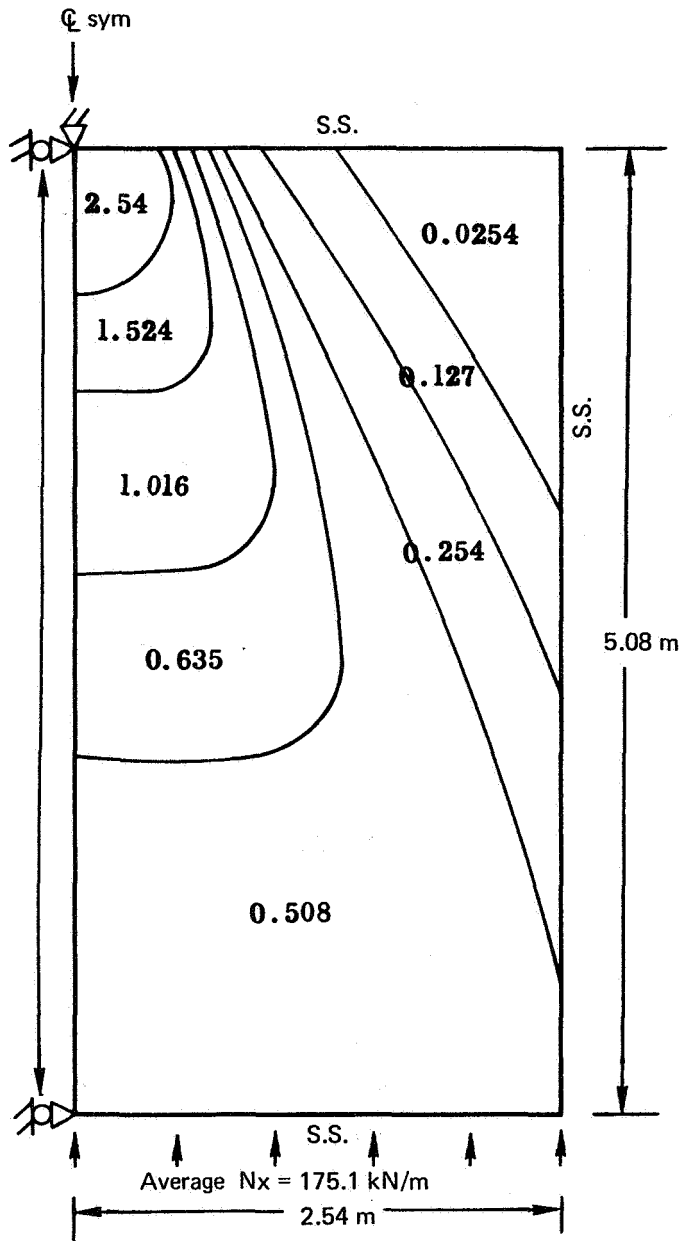 ℄ sym
S.S.
2.54
0.0254
1.524
0.127
S.S.
1.016
0.254
0.635
5.08 m
0.508
S.S.
Average Nx = 175.1 kN/m
2.54 m